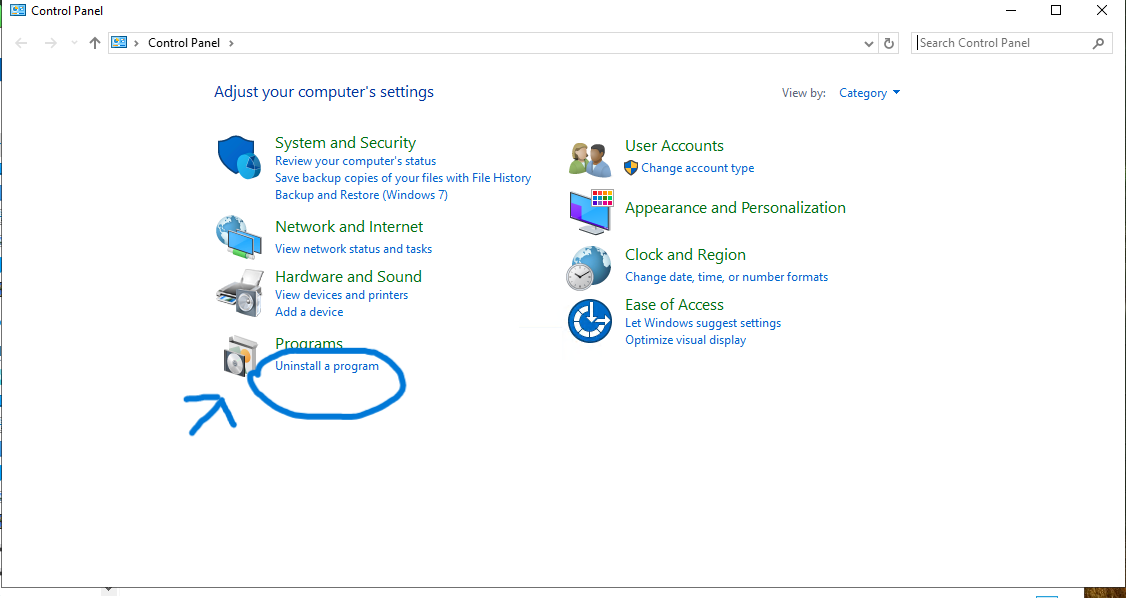 Control Panel
Control Panel
Search Control Panel
Adjust your computer's settings
View by: Category
System and Security
Review your computer's status
Save backup copies of your files with File History
Backup and Restore (Windows 7)
Network and Internet
View network status and tasks
Hardware and Sound
View devices and printers
Add a device
Programs
Uninstall a program
User Accounts
Change account type
Appearance and Personalization
Clock and Region
Change date, time, or number formats
Ease of Access
Let Windows suggest settings
Optimize visual display